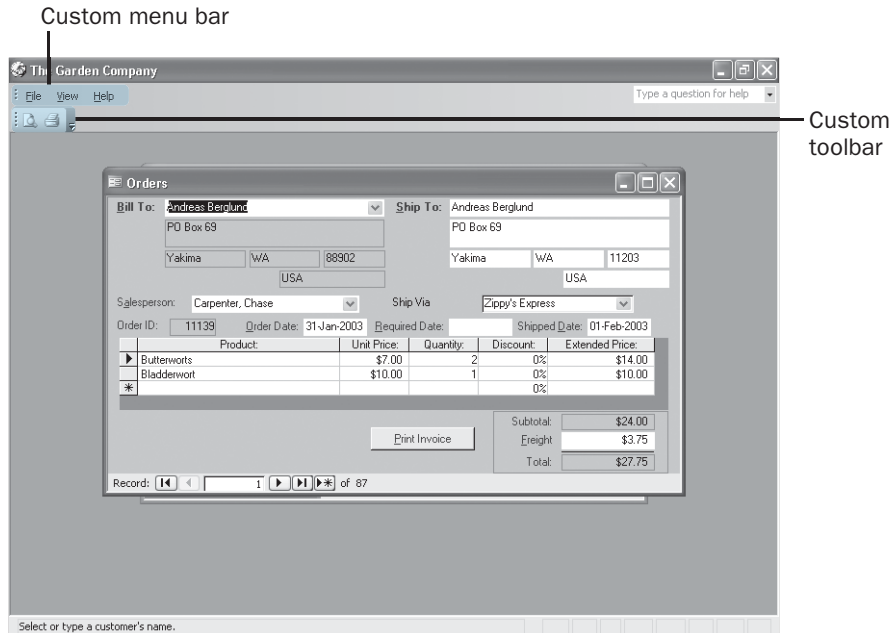 Custom menu bar
The Garden Company
File View Help
Type a question for help
Custom
toolbar
Orders
Bill To: Andreas Berglund Ship To: Andreas Berglund
PO Box 69 PO Box 69
Yakima WA 88902 Yakima WA 11203
USA USA
Salesperson: Carpenter, Chase Ship Via Zippy's Express
Order ID: 11139 Order Date: 31-Jan-2003 Required Date: Shipped Date: 01-Feb-2003
Product: Unit Price: Quantity: Discount: Extended Price:
Butterworts $7.00 2 0% $14.00
Bladderwort $10.00 1 0% $10.00
0%
Subtotal: $24.00
Print Invoice Freight $3.75
Total: $27.75
Record: 1 of 87
Select or type a customer's name.